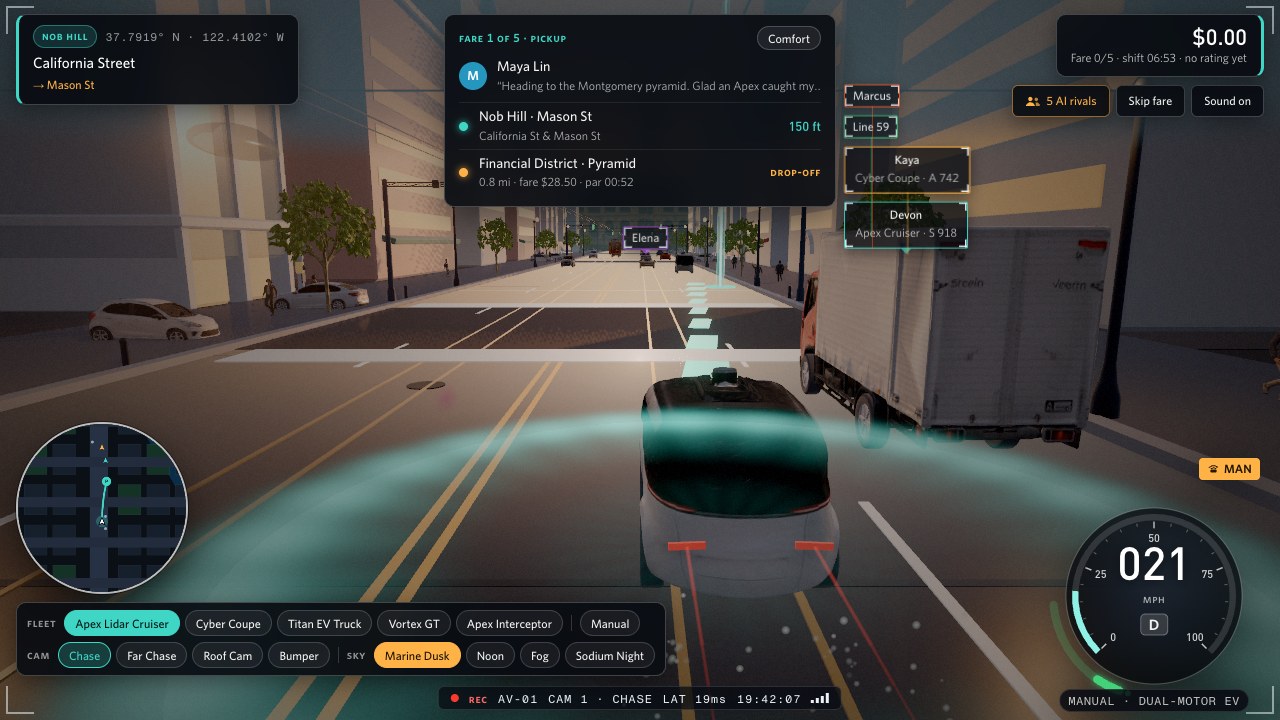 NOB HILL 37.7919° N · 122.4102° W
California Street
→ Mason St
FARE 1 OF 5 · PICKUP Comfort
M Maya Lin
"Heading to the Montgomery pyramid. Glad an Apex caught my..
Nob Hill · Mason St 150 ft
California St & Mason St
Financial District · Pyramid
0.8 mi · fare $28.50 · par 00:52 DROP-OFF
$0.00
Fare 0/5 · shift 06:53 · no rating yet
5 AI rivals Skip fare Sound on
Marcus
Line 59
Kaya
Cyber Coupe · A 742
Devon
Apex Cruiser · S 918
Elena
MAN
50
25 021 75
MPH
D
0 100
FLEET Apex Lidar Cruiser Cyber Coupe Titan EV Truck Vortex GT Apex Interceptor Manual
CAM Chase Far Chase Roof Cam Bumper SKY Marine Dusk Noon Fog Sodium Night
REC AV-01 CAM 1 · CHASE LAT 19ms 19:42:07
MANUAL · DUAL-MOTOR EV